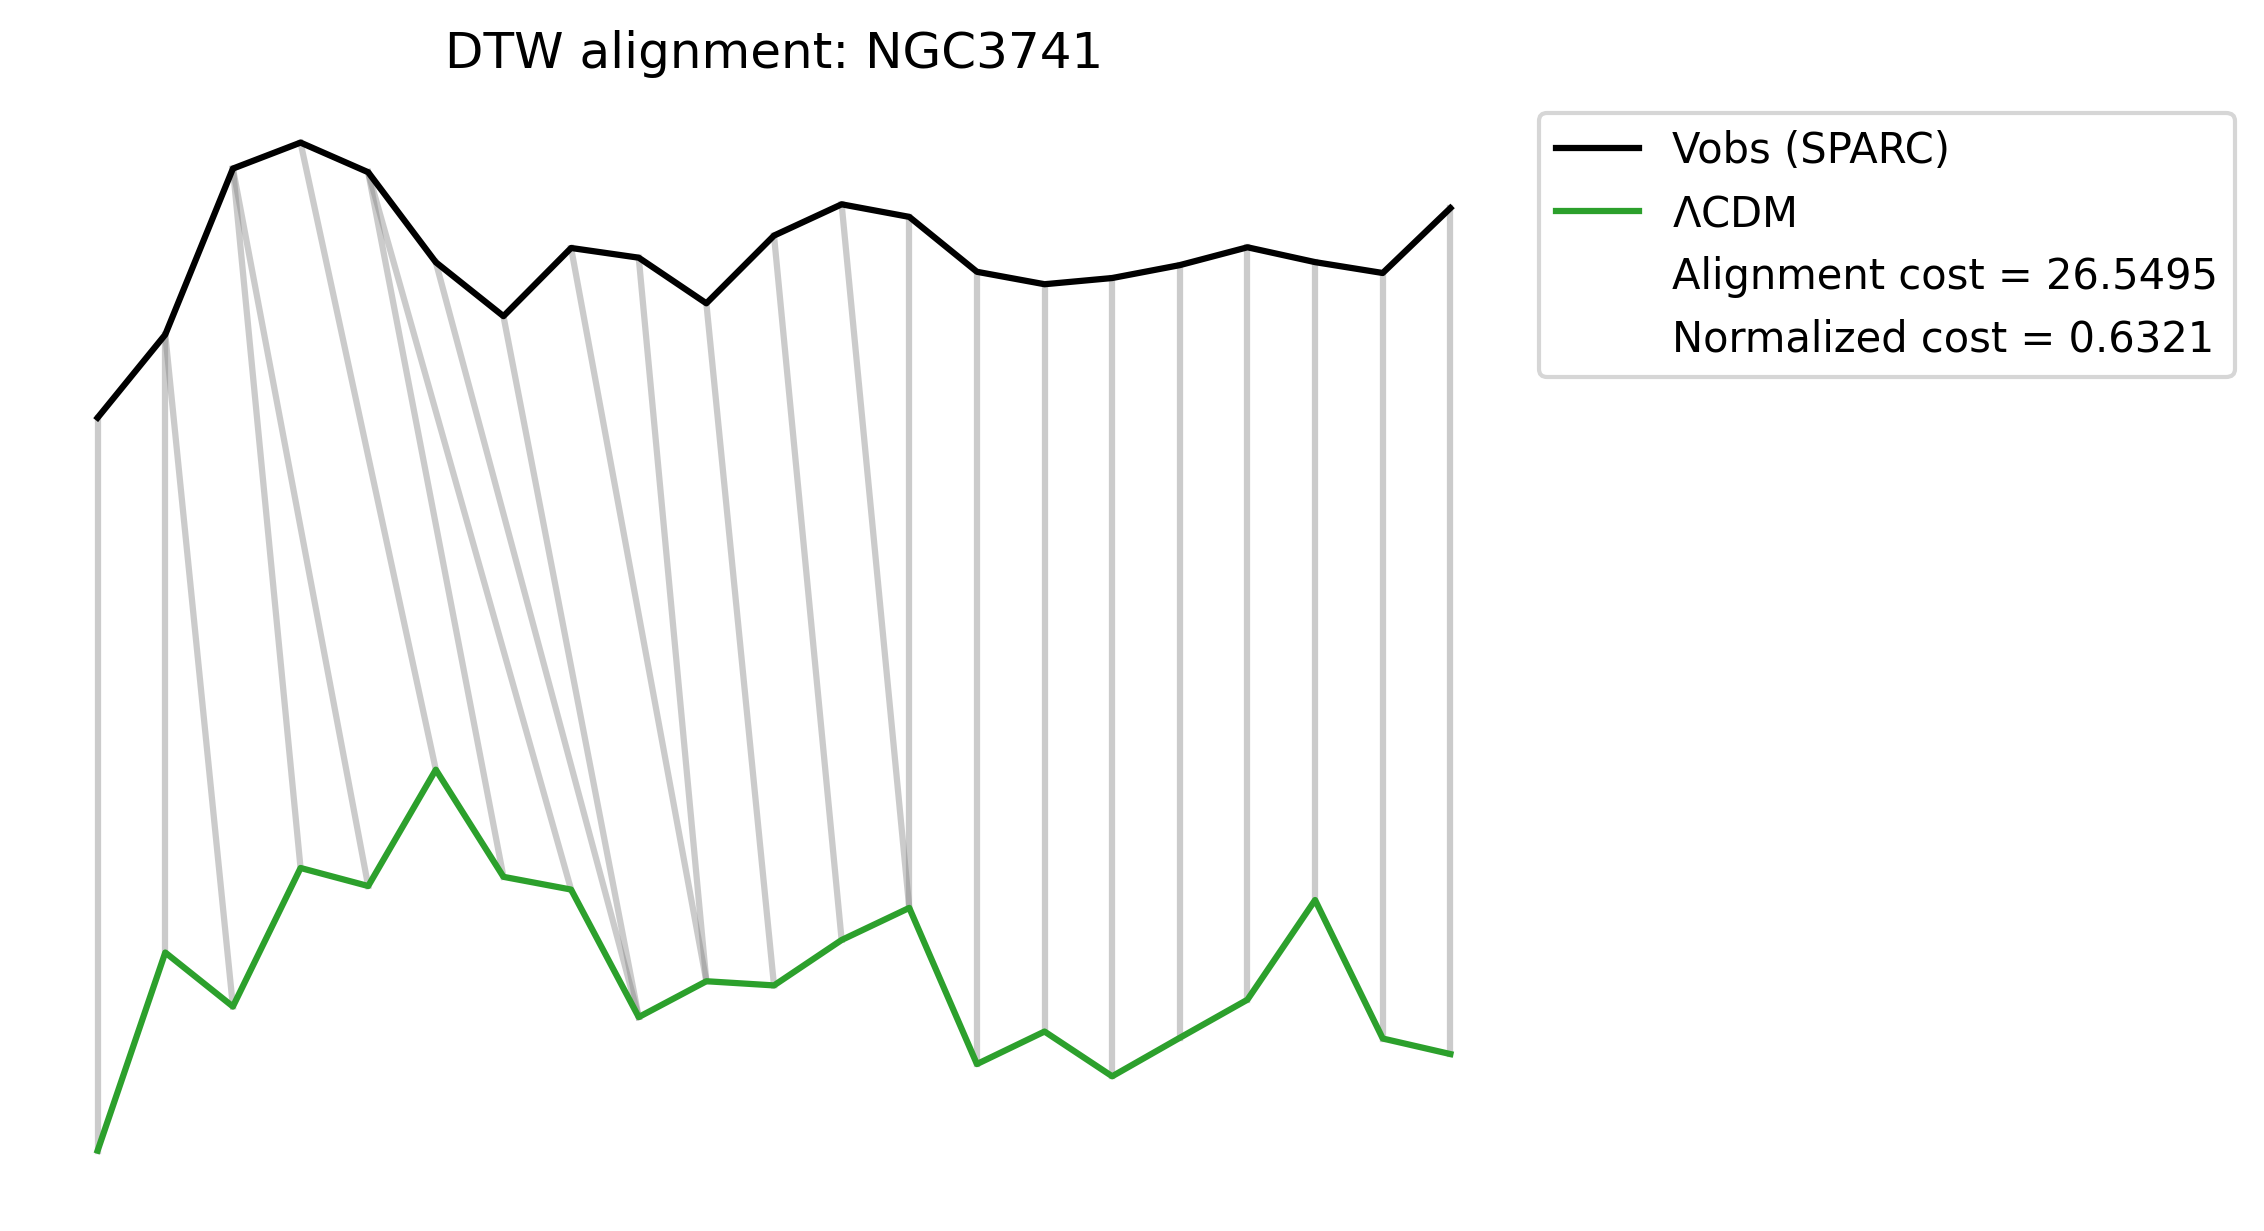 DTW alignment: NGC3741
Vobs (SPARC)
ΛCDM
Alignment cost = 26.5495
Normalized cost = 0.6321